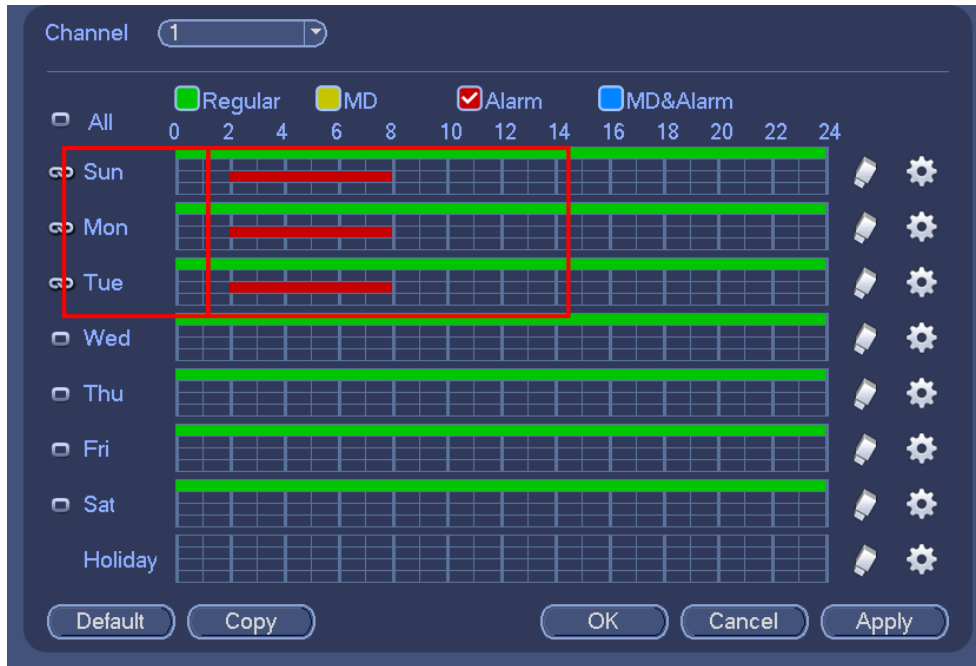 Channel 1
Regular MD Alarm MD&Alarm
All 0 2 4 6 8 10 12 14 16 18 20 22 24
Sun
Mon
Tue
Wed
Thu
Fri
Sat
Holiday
Default Copy OK Cancel Apply